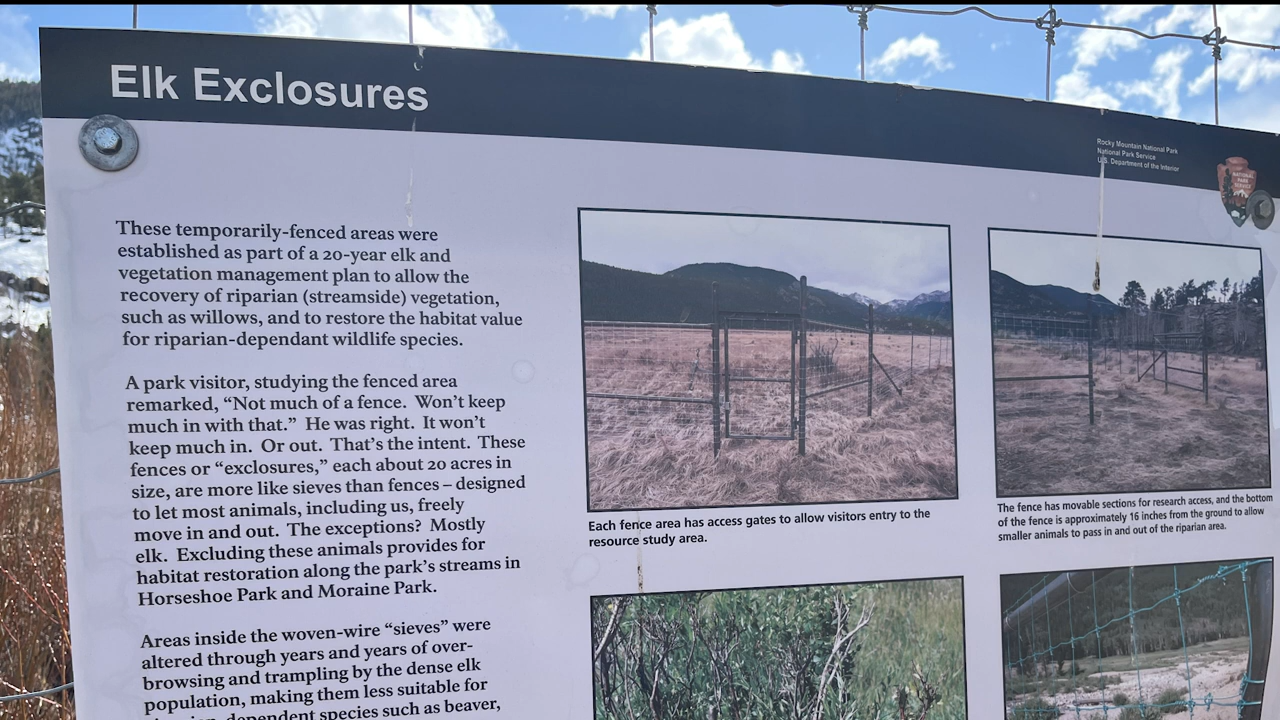 Elk Exclosures
Rocky Mountain National Park
National Park Service
U.S. Department of the Interior
NATIONAL
PARK
SERVICE
These temporarily-fenced areas were
established as part of a 20-year elk and
vegetation management plan to allow the
recovery of riparian (streamside) vegetation,
such as willows, and to restore the habitat value
for riparian-dependant wildlife species.
A park visitor, studying the fenced area
remarked, “Not much of a fence.  Won’t keep
much in with that.”  He was right.  It won’t
keep much in.  Or out.  That’s the intent.  These
fences or “exclosures,” each about 20 acres in
size, are more like sieves than fences – designed
to let most animals, including us, freely
move in and out.  The exceptions?  Mostly
elk.  Excluding these animals provides for
habitat restoration along the park’s streams in
Horseshoe Park and Moraine Park.
Areas inside the woven-wire “sieves” were
altered through years and years of over-
browsing and trampling by the dense elk
population, making them less suitable for
dependent species such as beaver,
Each fence area has access gates to allow visitors entry to the
resource study area.
The fence has movable sections for research access, and the bottom
of the fence is approximately 16 inches from the ground to allow
smaller animals to pass in and out of the riparian area.